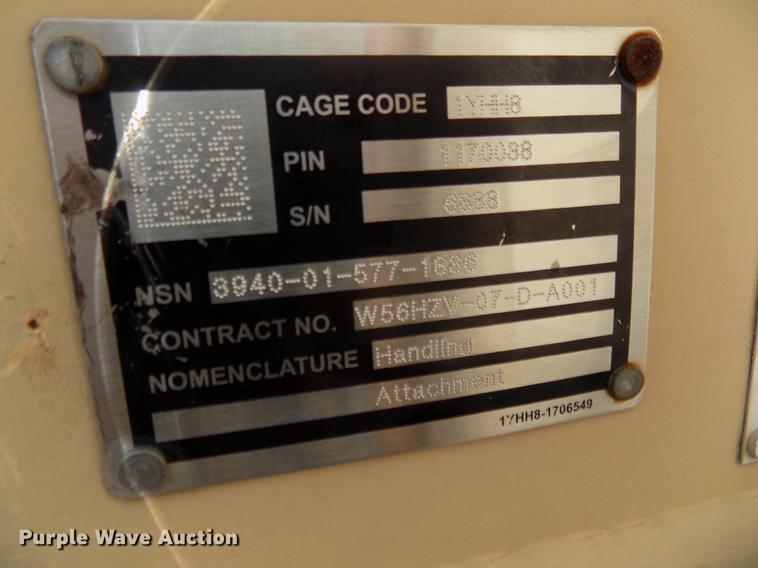 CAGE CODE 1YHH8
PIN 1170038
S/N
NSN 3940-01-577-1836
CONTRACT NO. W56HZV-07-D-A001
NOMENCLATURE Handling
Attachment
1YHH8-1706549
Purple Wave Auction